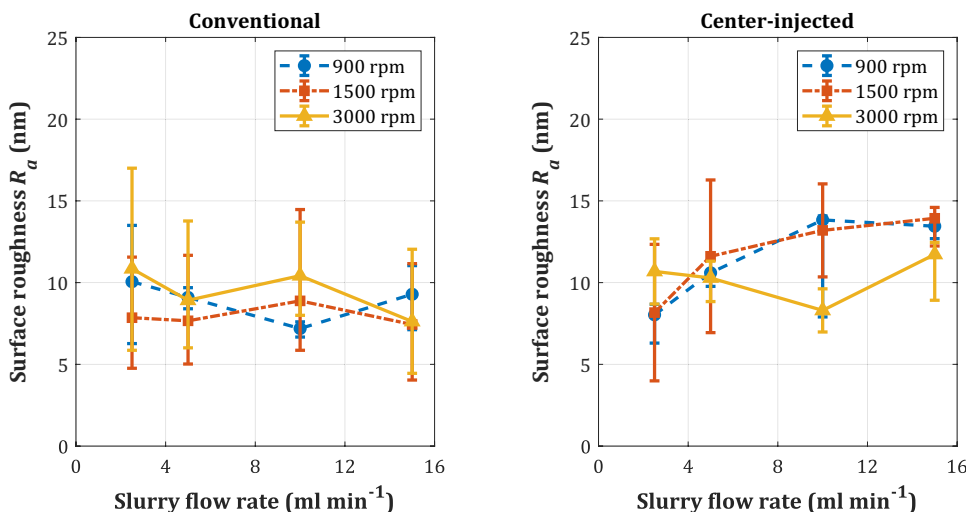 Conventional
25
20
15
10
5
0
0
4
8
12
16
Surface roughness Rₐ (nm)
Slurry flow rate (ml min⁻¹)
900 rpm
1500 rpm
3000 rpm
Center-injected
25
20
15
10
5
0
0
4
8
12
16
Surface roughness Rₐ (nm)
Slurry flow rate (ml min⁻¹)
900 rpm
1500 rpm
3000 rpm